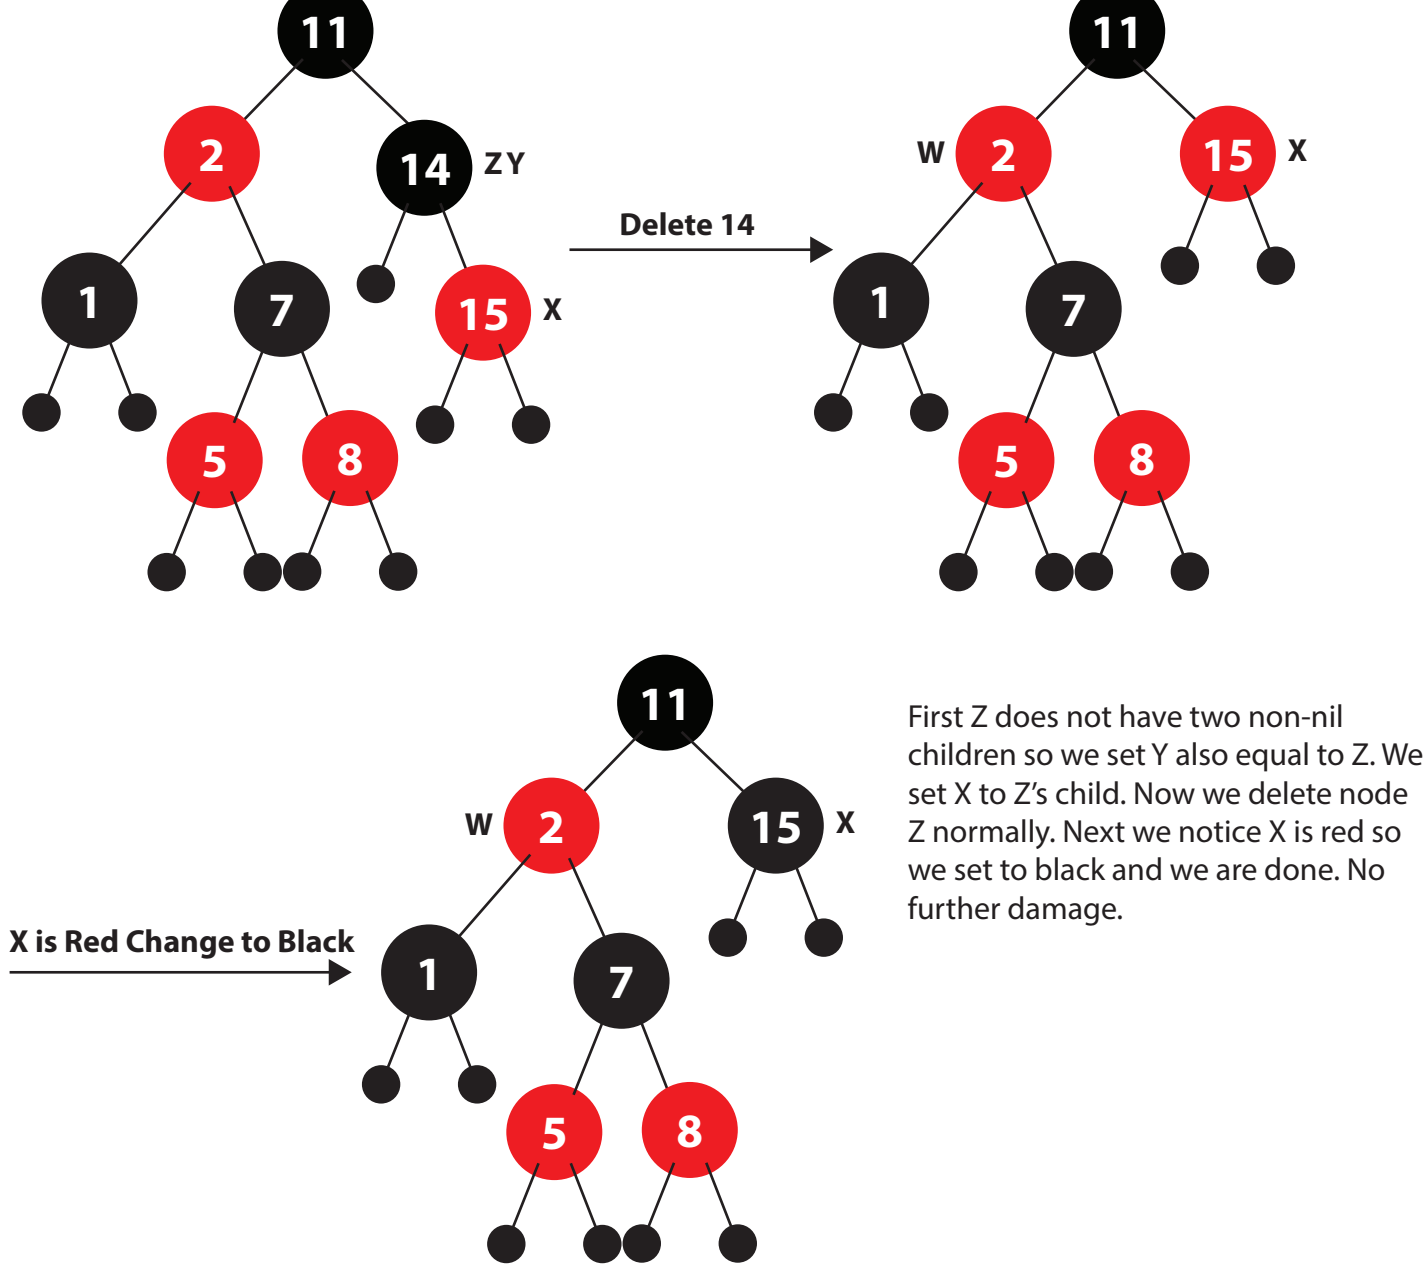 11
11
2
14
Z Y
W
2
15
X
Delete 14
1
7
15
X
1
7
5
8
5
8
11
First Z does not have two non-nil
children so we set Y also equal to Z. We
set X to Z’s child. Now we delete node
Z normally. Next we notice X is red so
we set to black and we are done. No
further damage.
W
2
15
X
X is Red Change to Black
1
7
5
8